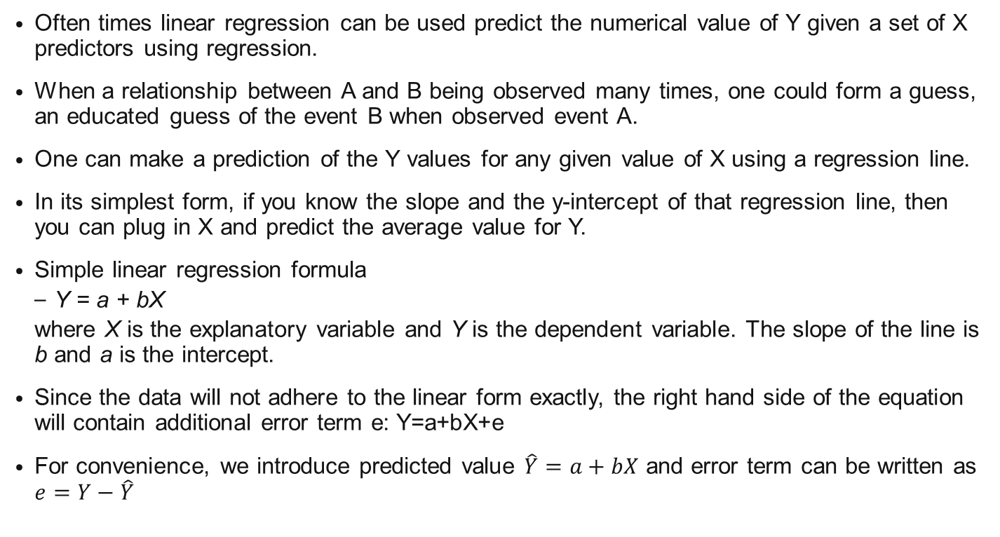 • Often times linear regression can be used predict the numerical value of Y given a set of X
predictors using regression.
• When a relationship between A and B being observed many times, one could form a guess,
an educated guess of the event B when observed event A.
• One can make a prediction of the Y values for any given value of X using a regression line.
• In its simplest form, if you know the slope and the y-intercept of that regression line, then
you can plug in X and predict the average value for Y.
• Simple linear regression formula
– Y = a + bX
where X is the explanatory variable and Y is the dependent variable. The slope of the line is
b and a is the intercept.
• Since the data will not adhere to the linear form exactly, the right hand side of the equation
will contain additional error term e: Y=a+bX+e
• For convenience, we introduce predicted value Ŷ = a + bX and error term can be written as
e = Y − Ŷ